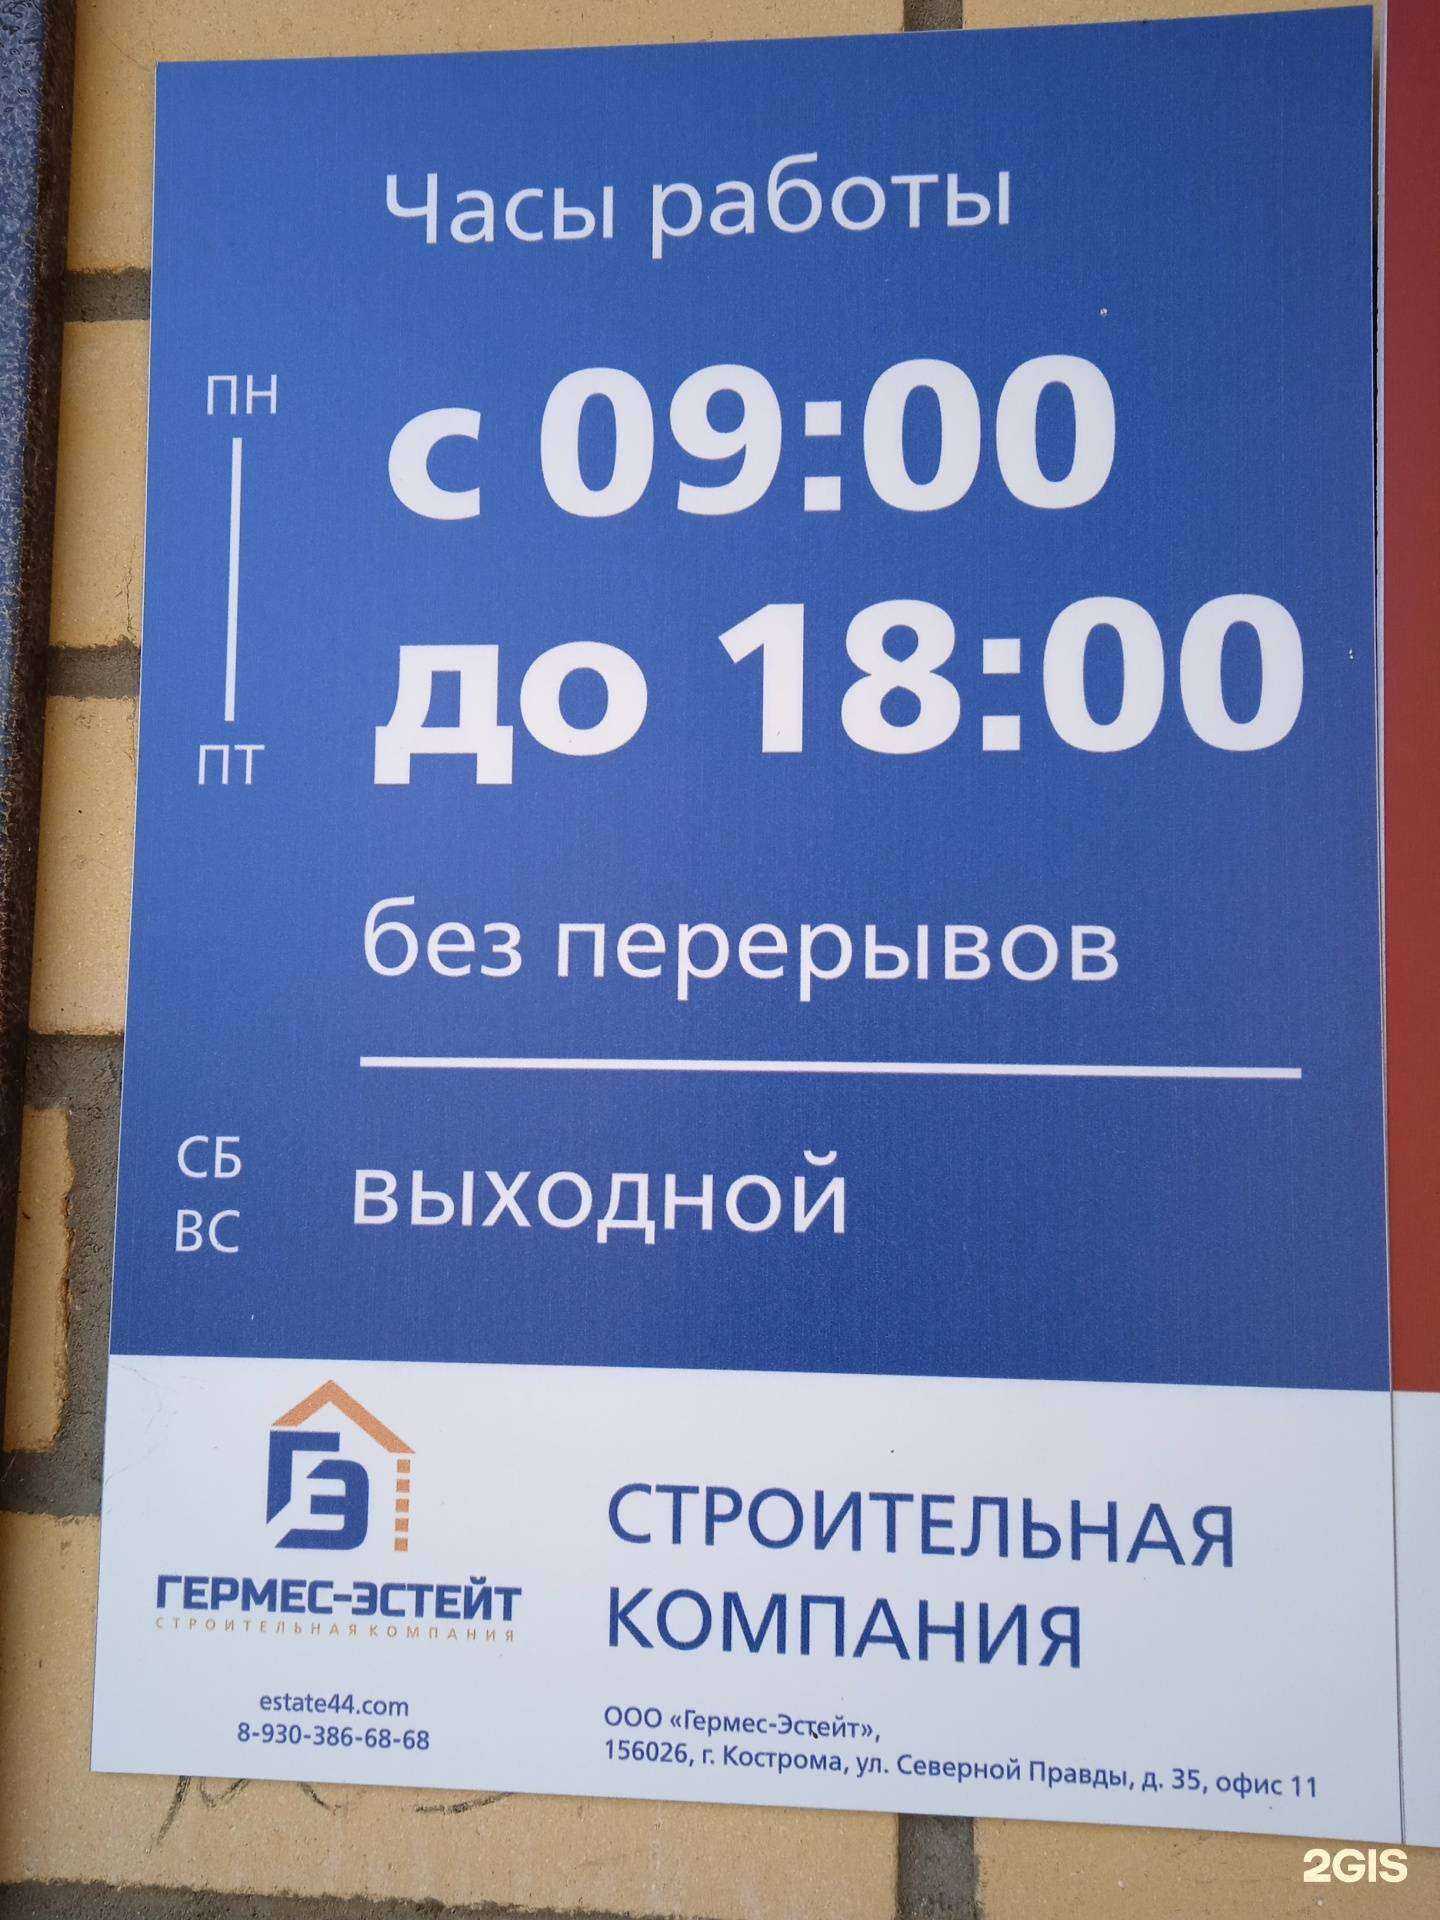 Часы работы
ПН
с 09:00
до 18:00
ПТ
без перерывов
СБ
ВС
выходной
ГЭ
ГЕРМЕС-ЭСТЕЙТ
СТРОИТЕЛЬНАЯ КОМПАНИЯ
estate44.com
8-930-386-68-68
СТРОИТЕЛЬНАЯ
КОМПАНИЯ
ООО «Гермес-Эстейт»,
156026, г. Кострома, ул. Северной Правды, д. 35, офис 11
2GIS